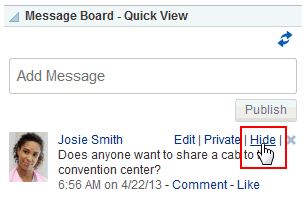 Message Board - Quick View
Add Message
Publish
Josie Smith Edit | Private | Hide |
Does anyone want to share a cab to
convention center?
6:56 AM on 4/22/13 - Comment - Like